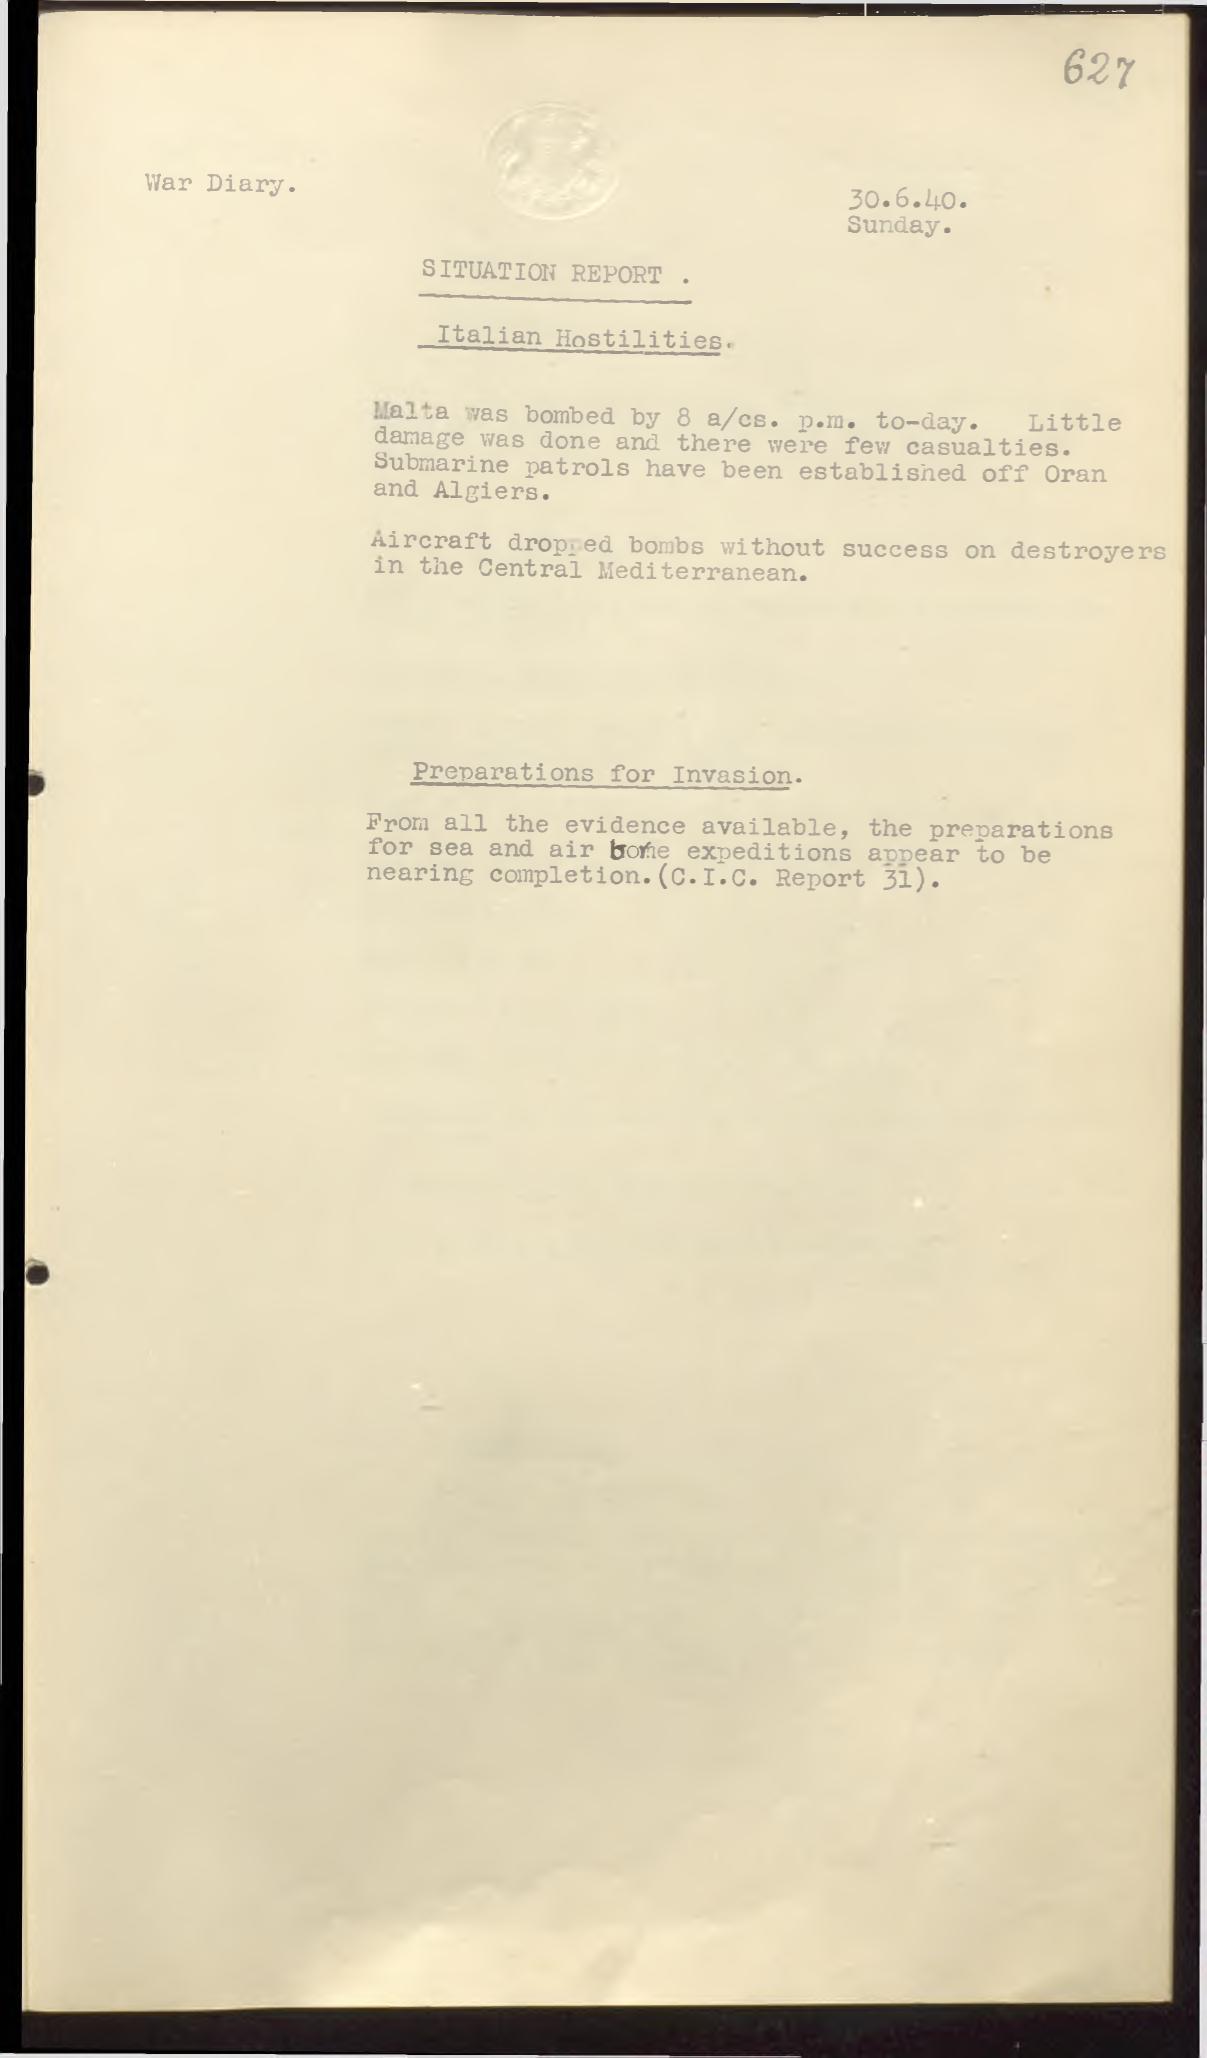 627
War Diary.
30.6.40.
Sunday.
SITUATION REPORT .
Italian Hostilities.
Malta was bombed by 8 a/cs. p.m. to-day. Little
damage was done and there were few casualties.
Submarine patrols have been established off Oran
and Algiers.
Aircraft dropped bombs without success on destroyers
in the Central Mediterranean.
Preparations for Invasion.
From all the evidence available, the preparations
for sea and air borne expeditions appear to be
nearing completion.(C.I.C. Report 31).